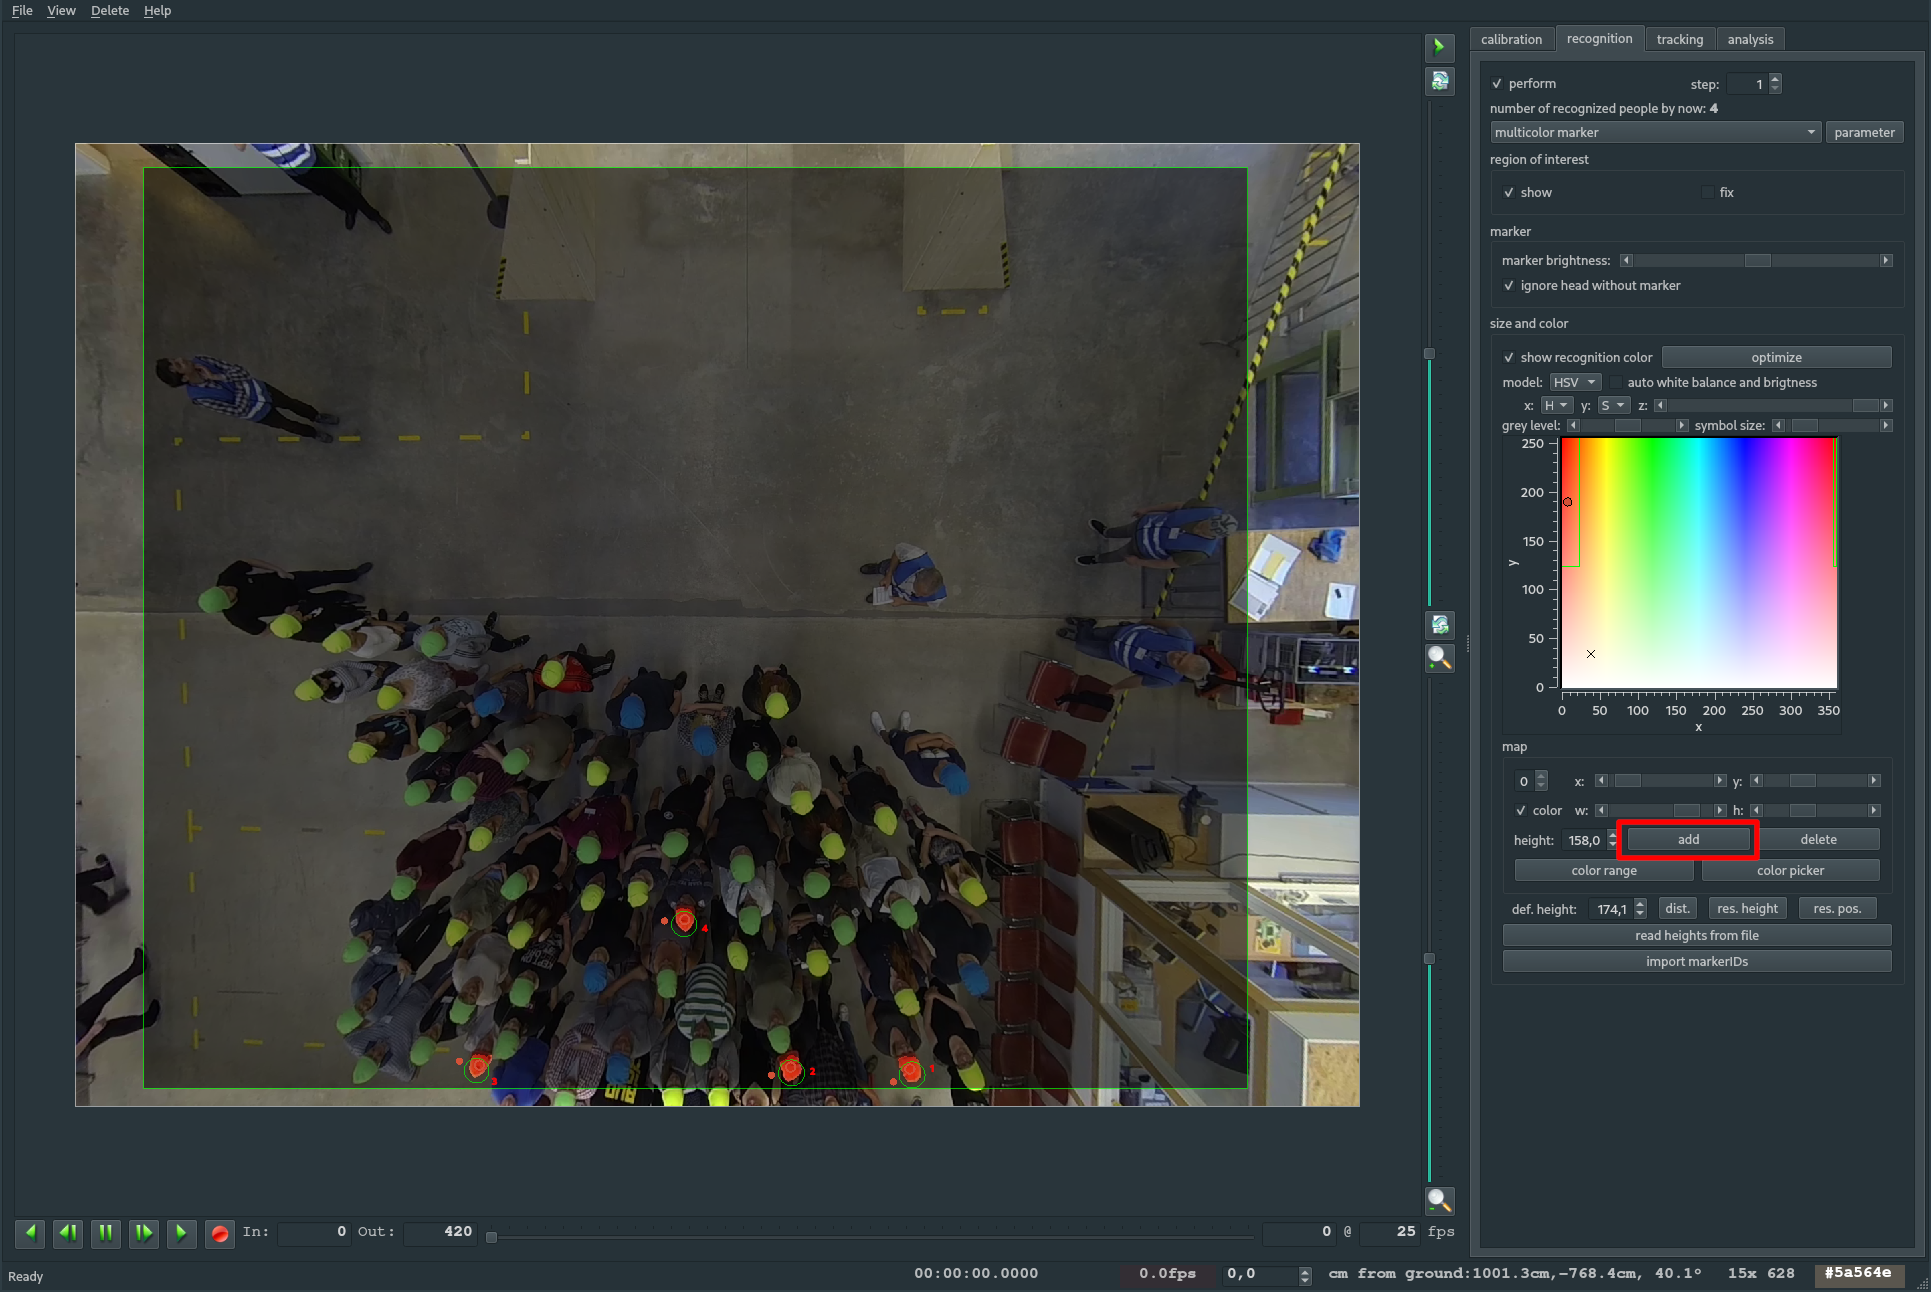 File View Delete Help
calibration recognition tracking analysis
perform step: 1
number of recognized people by now: 4
multicolor marker parameter
region of interest
show fix
marker
marker brightness:
ignore head without marker
size and color
show recognition color optimize
model: HSV auto white balance and brigtness
x: H y: S z:
grey level: symbol size:
250
200
150
100
50
0
y
0 50 100 150 200 250 300 350
x
map
0 x: y:
color w: h:
height: 158,0 add delete
color range color picker
def. height: 174,1 dist. res. height res. pos.
read heights from file
import markerIDs
4
3
2
1
In: 0 Out: 420 0 @ 25 fps
Ready 00:00:00.0000 0.0fps 0,0 cm from ground:1001.3cm,-768.4cm, 40.1° 15x 628 #5a564e